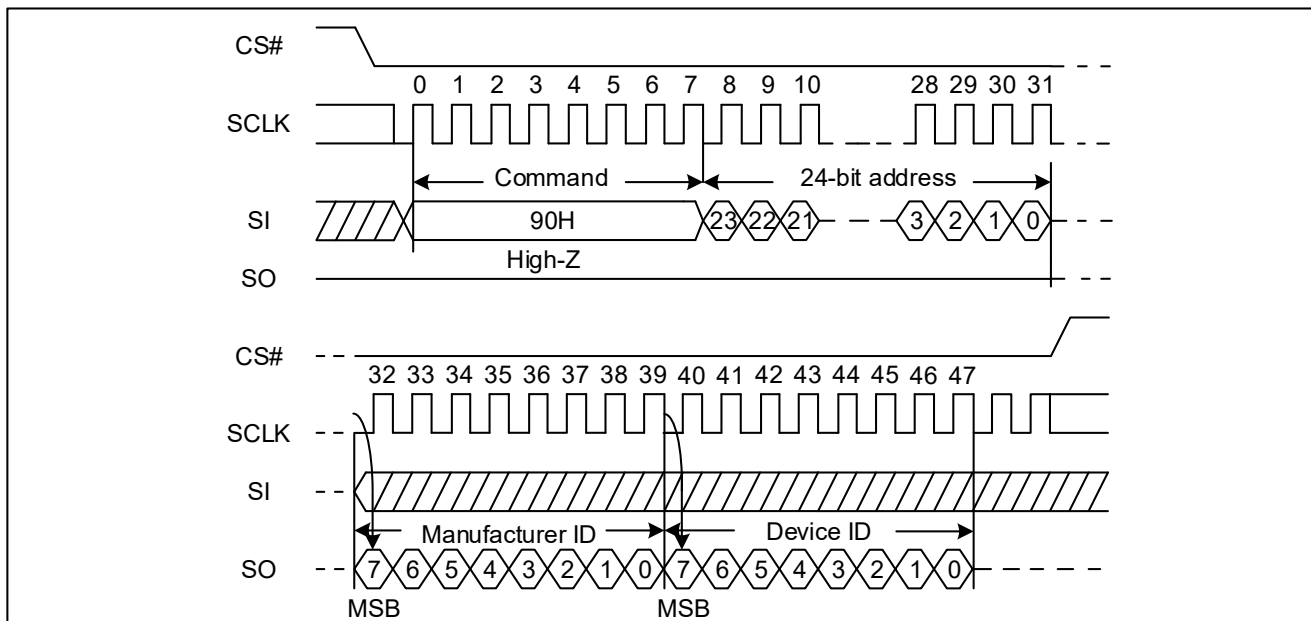 CS#
0 1 2 3 4 5 6 7 8 9 10 28 29 30 31
SCLK
Command 24-bit address
SI 90H 23 22 21 3 2 1 0
High-Z
SO
CS#
32 33 34 35 36 37 38 39 40 41 42 43 44 45 46 47
SCLK
SI
Manufacturer ID Device ID
SO 7 6 5 4 3 2 1 0 7 6 5 4 3 2 1 0
MSB MSB